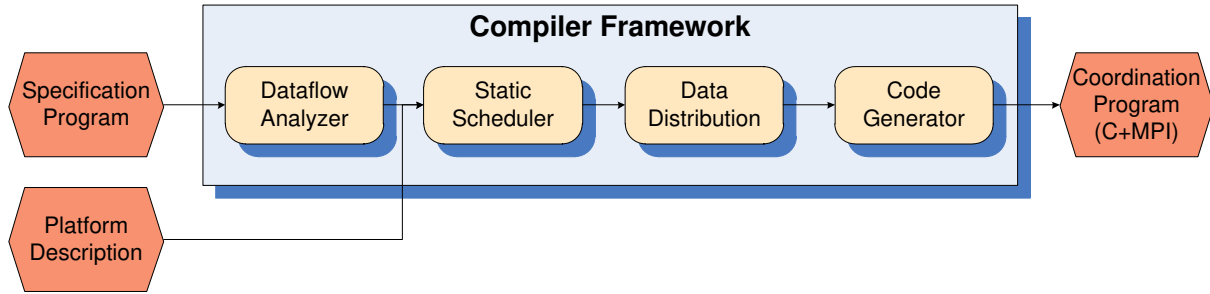 Compiler Framework
Specification
Program
Dataflow
Analyzer
Static
Scheduler
Data
Distribution
Code
Generator
Coordination
Program
(C+MPI)
Platform
Description